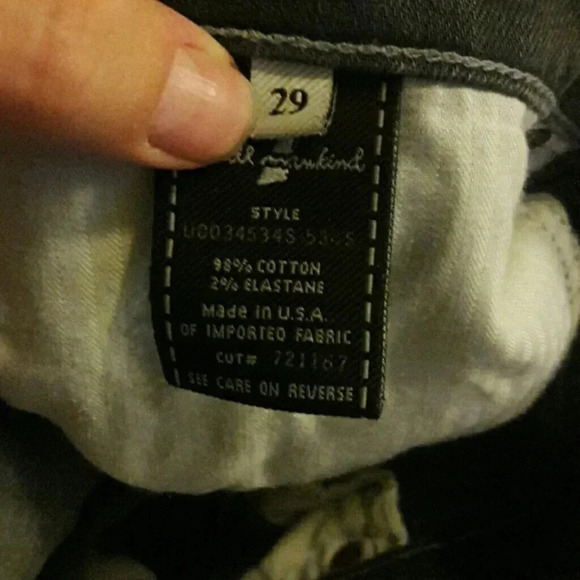 29
all mankind
STYLE
98% COTTON
2% ELASTANE
Made in U.S.A.
OF IMPORTED FABRIC
CUT# 721167
SEE CARE ON REVERSE